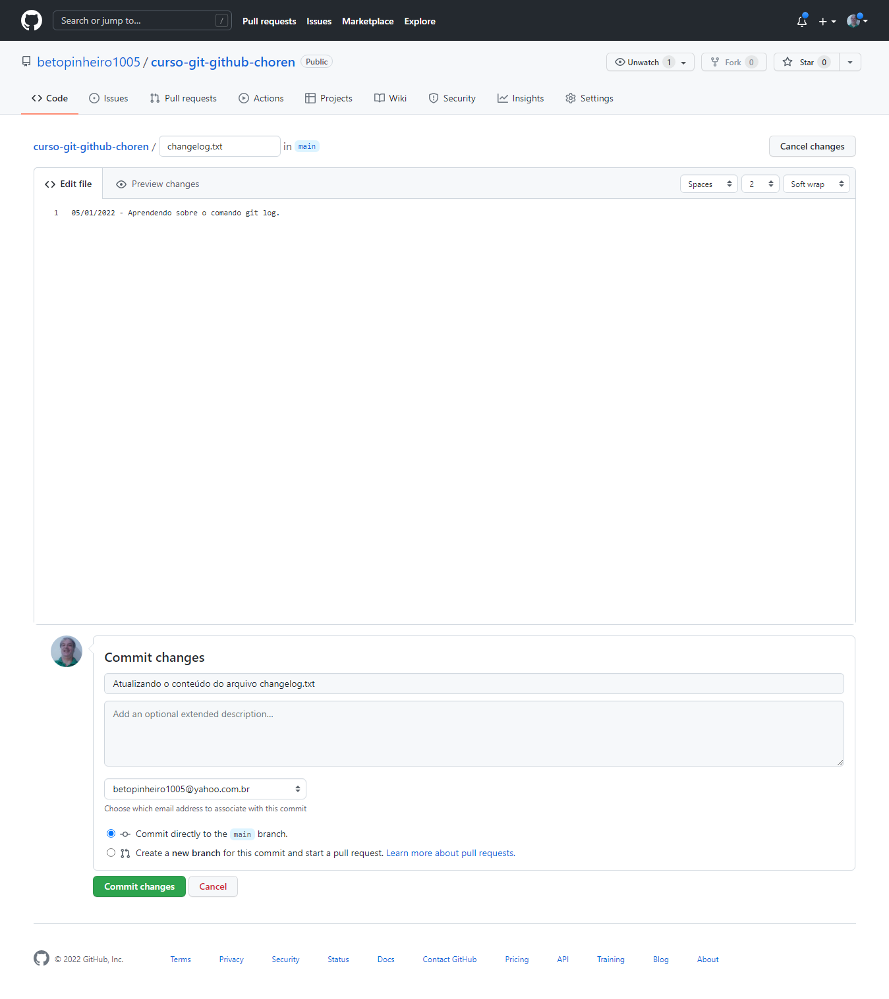 Search or jump to... /
Pull requests Issues Marketplace Explore
betopinheiro1005 / curso-git-github-choren Public
Unwatch 1 Fork 0 Star 0
Code Issues Pull requests Actions Projects Wiki Security Insights Settings
curso-git-github-choren / changelog.txt in main Cancel changes
Edit file Preview changes Spaces 2 Soft wrap
1 05/01/2022 - Aprendendo sobre o comando git log.
Commit changes
Atualizando o conteúdo do arquivo changelog.txt
Add an optional extended description...
betopinheiro1005@yahoo.com.br
Choose which email address to associate with this commit
Commit directly to the main branch.
Create a new branch for this commit and start a pull request. Learn more about pull requests.
Commit changes Cancel
© 2022 GitHub, Inc. Terms Privacy Security Status Docs Contact GitHub Pricing API Training Blog About